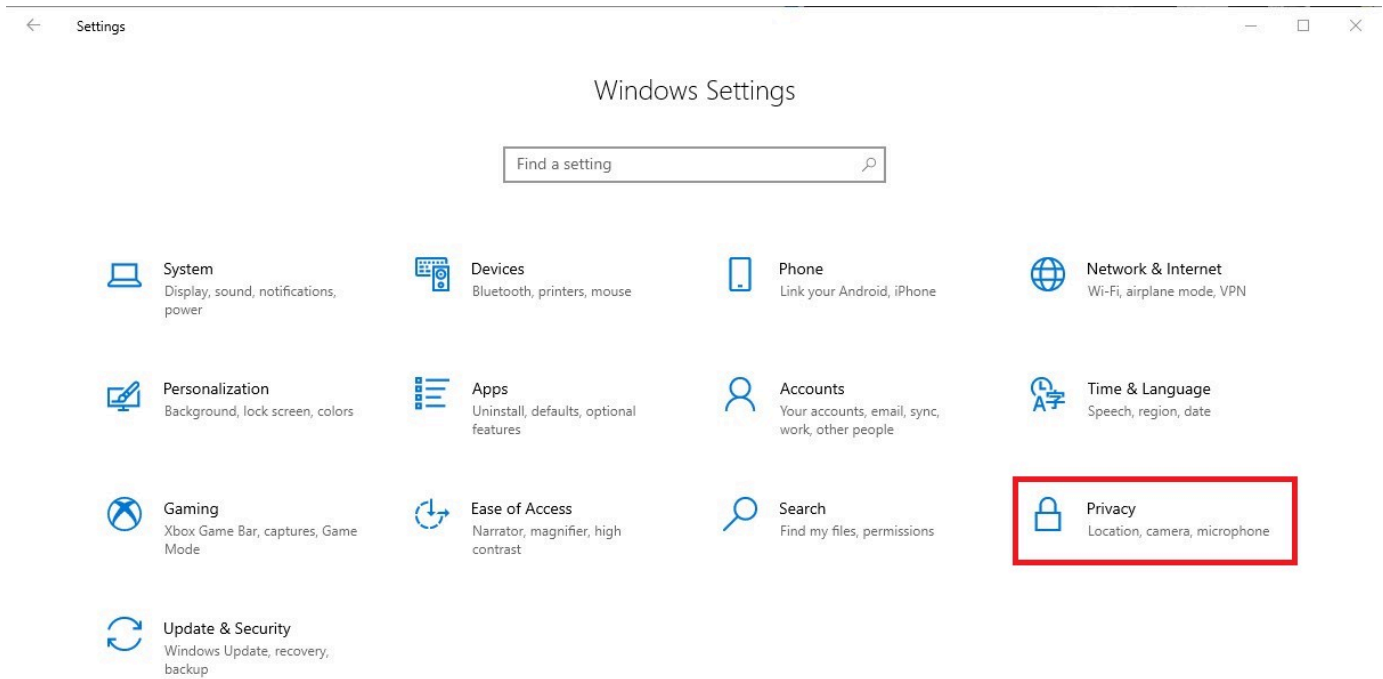 Settings
Windows Settings
Find a setting
System
Display, sound, notifications,
power
Devices
Bluetooth, printers, mouse
Phone
Link your Android, iPhone
Network & Internet
Wi-Fi, airplane mode, VPN
Personalization
Background, lock screen, colors
Apps
Uninstall, defaults, optional
features
Accounts
Your accounts, email, sync,
work, other people
Time & Language
Speech, region, date
Gaming
Xbox Game Bar, captures, Game
Mode
Ease of Access
Narrator, magnifier, high
contrast
Search
Find my files, permissions
Privacy
Location, camera, microphone
Update & Security
Windows Update, recovery,
backup